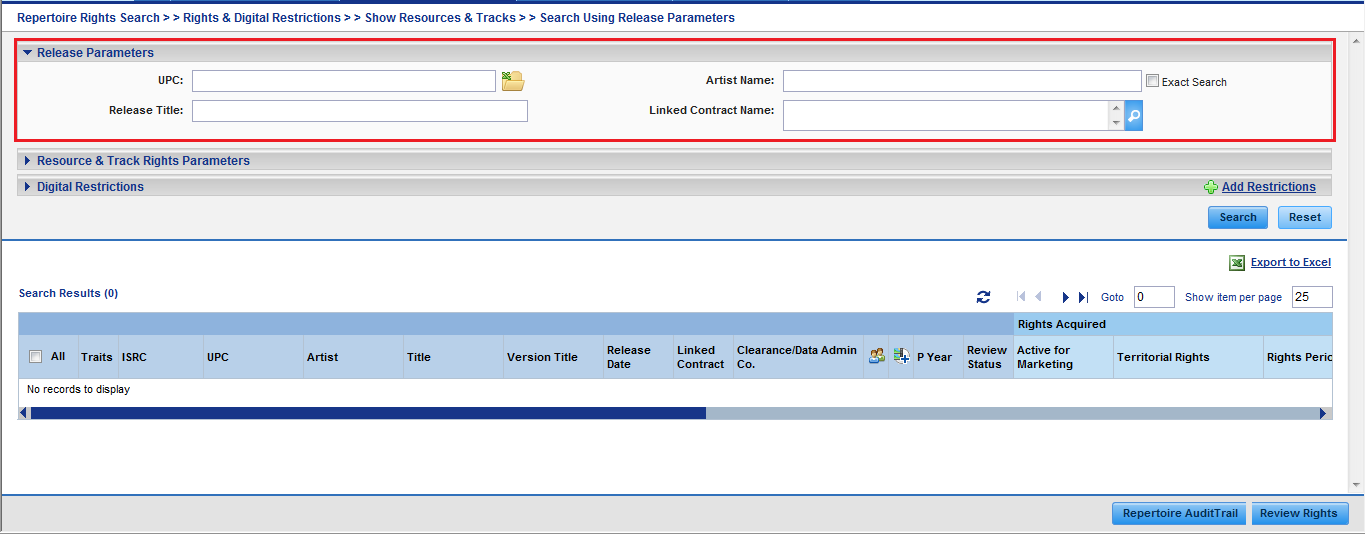 Repertoire Rights Search > > Rights & Digital Restrictions > > Show Resources & Tracks > > Search Using Release Parameters
Release Parameters
UPC:
Artist Name:
Exact Search
Release Title:
Linked Contract Name:
Resource & Track Rights Parameters
Digital Restrictions
Add Restrictions
Search
Reset
Export to Excel
Search Results (0)
Goto 0 Show item per page 25
Rights Acquired
All Traits ISRC UPC Artist Title Version Title Release Date Linked Contract Clearance/Data Admin Co. P Year Review Status Active for Marketing Territorial Rights Rights Perio
No records to display
Repertoire AuditTrail
Review Rights